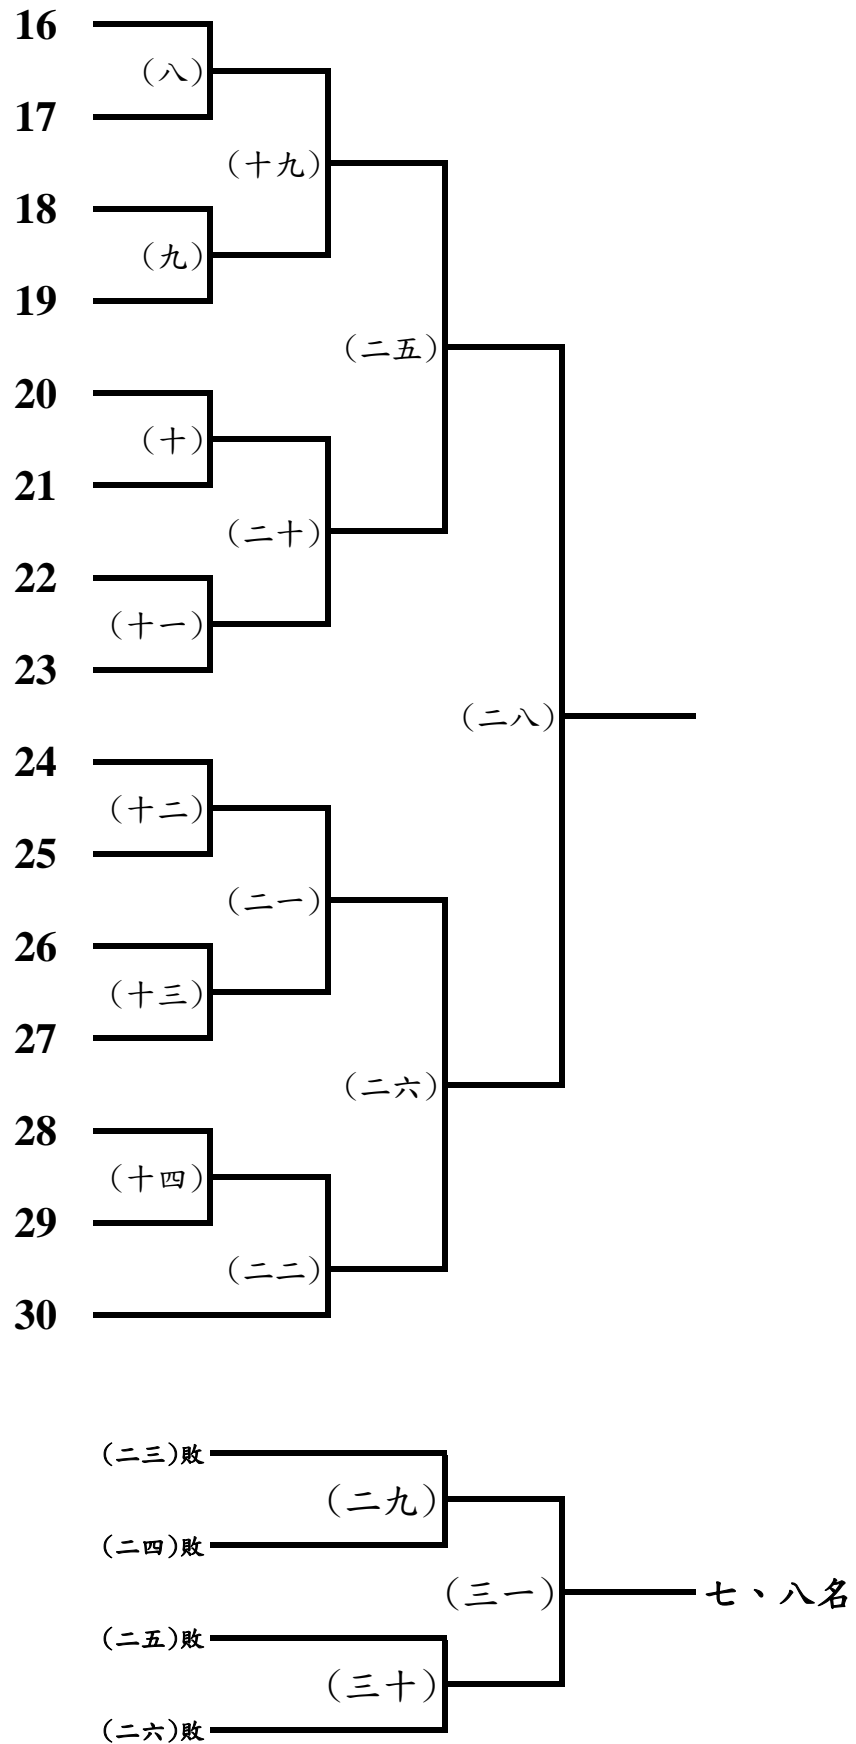 16
(八)
17
(十九)
18
(九)
19
(二五)
20
(十)
21
(二十)
22
(十一)
23
(二八)
24
(十二)
25
(二一)
26
(十三)
27
(二六)
28
(十四)
29
(二二)
30
(二三)敗
(二九)
(二四)敗
(三一)
七、八名
(二五)敗
(三十)
(二六)敗